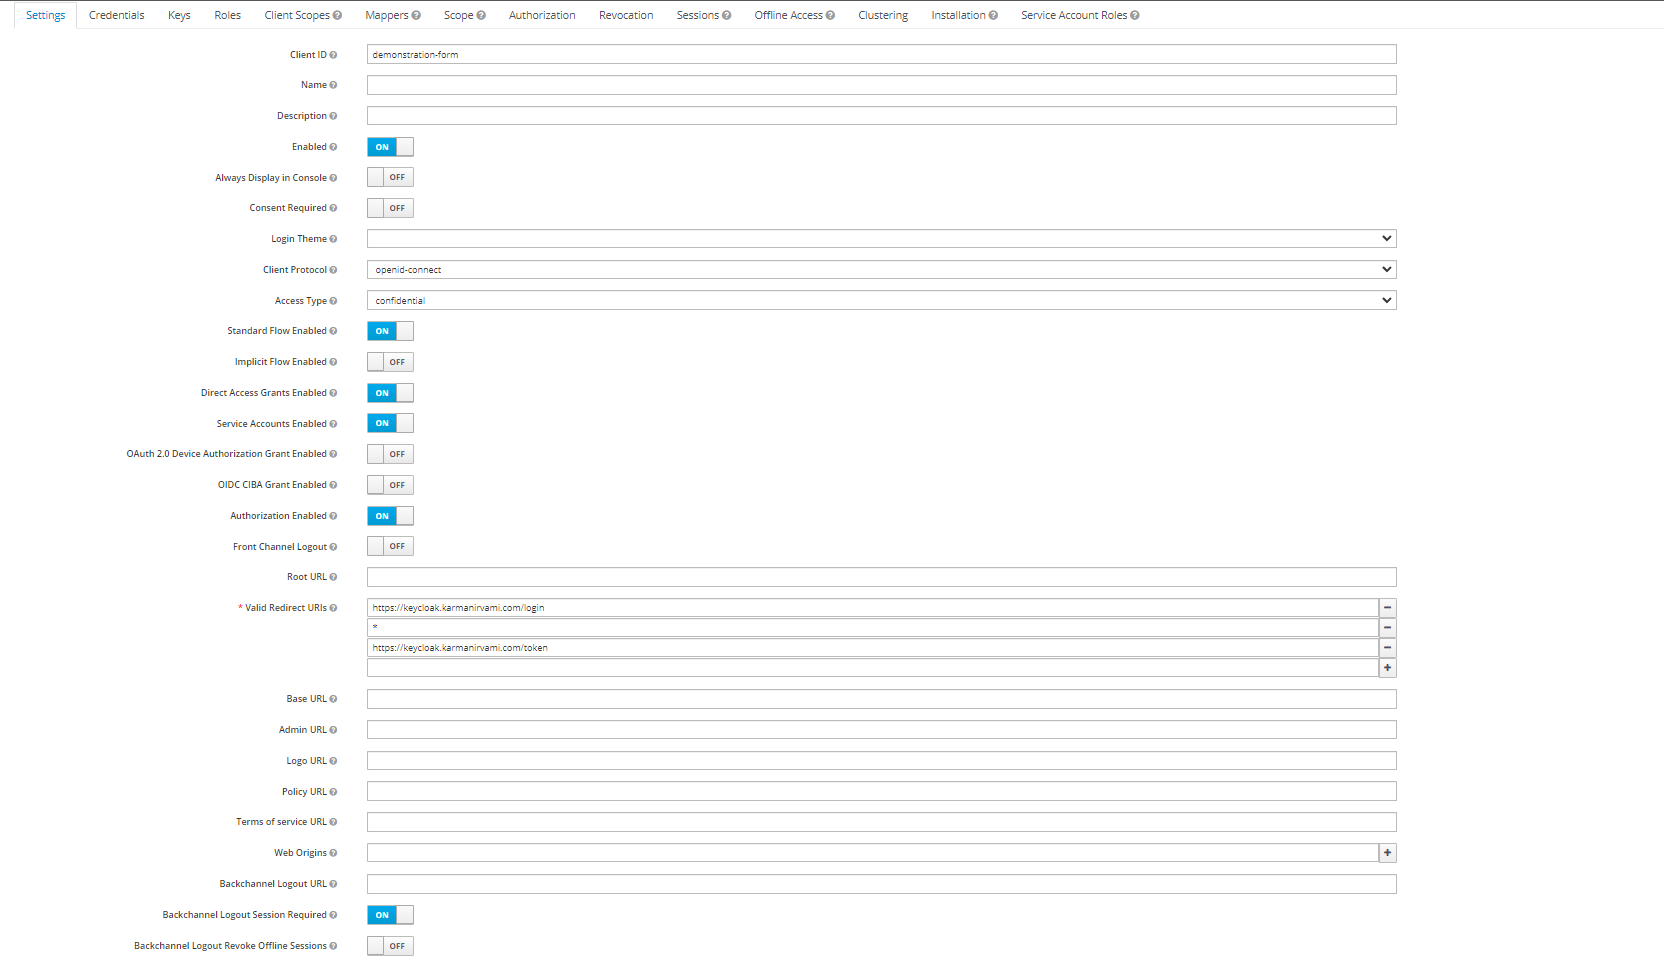 Settings Credentials Keys Roles Client Scopes Mappers Scope Authorization Revocation Sessions Offline Access Clustering Installation Service Account Roles
Client ID demonstration-form
Name
Description
Enabled ON
Always Display in Console OFF
Consent Required OFF
Login Theme
Client Protocol openid-connect
Access Type confidential
Standard Flow Enabled ON
Implicit Flow Enabled OFF
Direct Access Grants Enabled ON
Service Accounts Enabled ON
OAuth 2.0 Device Authorization Grant Enabled OFF
OIDC CIBA Grant Enabled OFF
Authorization Enabled ON
Front Channel Logout OFF
Root URL
* Valid Redirect URIs https://keycloak.karmanirvami.com/login
*
https://keycloak.karmanirvami.com/token
Base URL
Admin URL
Logo URL
Policy URL
Terms of service URL
Web Origins
Backchannel Logout URL
Backchannel Logout Session Required ON
Backchannel Logout Revoke Offline Sessions OFF